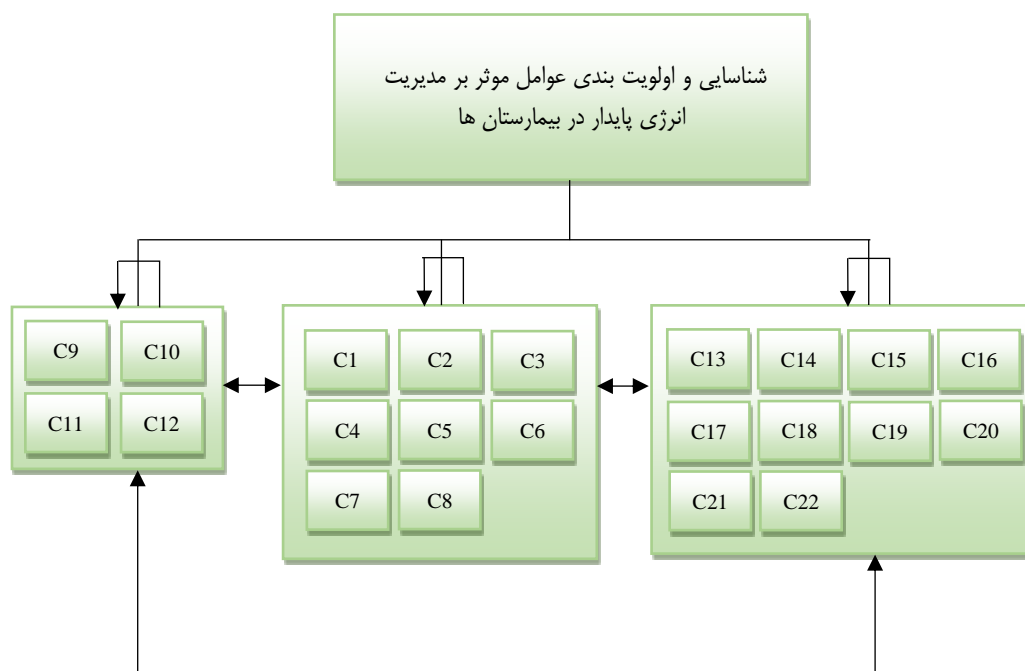 شناسایی و اولویت بندی عوامل موثر بر مدیریت
انرژی پایدار در بیمارستان ها
C9 C10
C11 C12
C1 C2 C3
C4 C5 C6
C7 C8
C13 C14 C15 C16
C17 C18 C19 C20
C21 C22